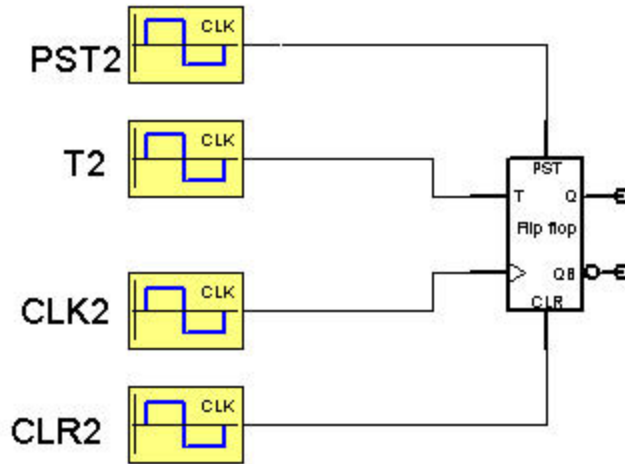 CLK
PST2
CLK
T2
PST
T Q
Flip flop
QB
CLR
CLK
CLK2
CLK
CLR2